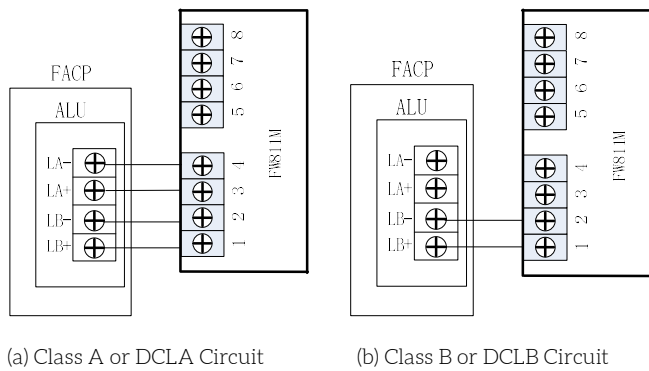 FACP
ALU
LA-
LA+
LB-
LB+
8
7
6
5
4
3
2
1
FW811M
FACP
ALU
LA-
LA+
LB-
LB+
8
7
6
5
4
3
2
1
FW811M
(a) Class A or DCLA Circuit
(b) Class B or DCLB Circuit